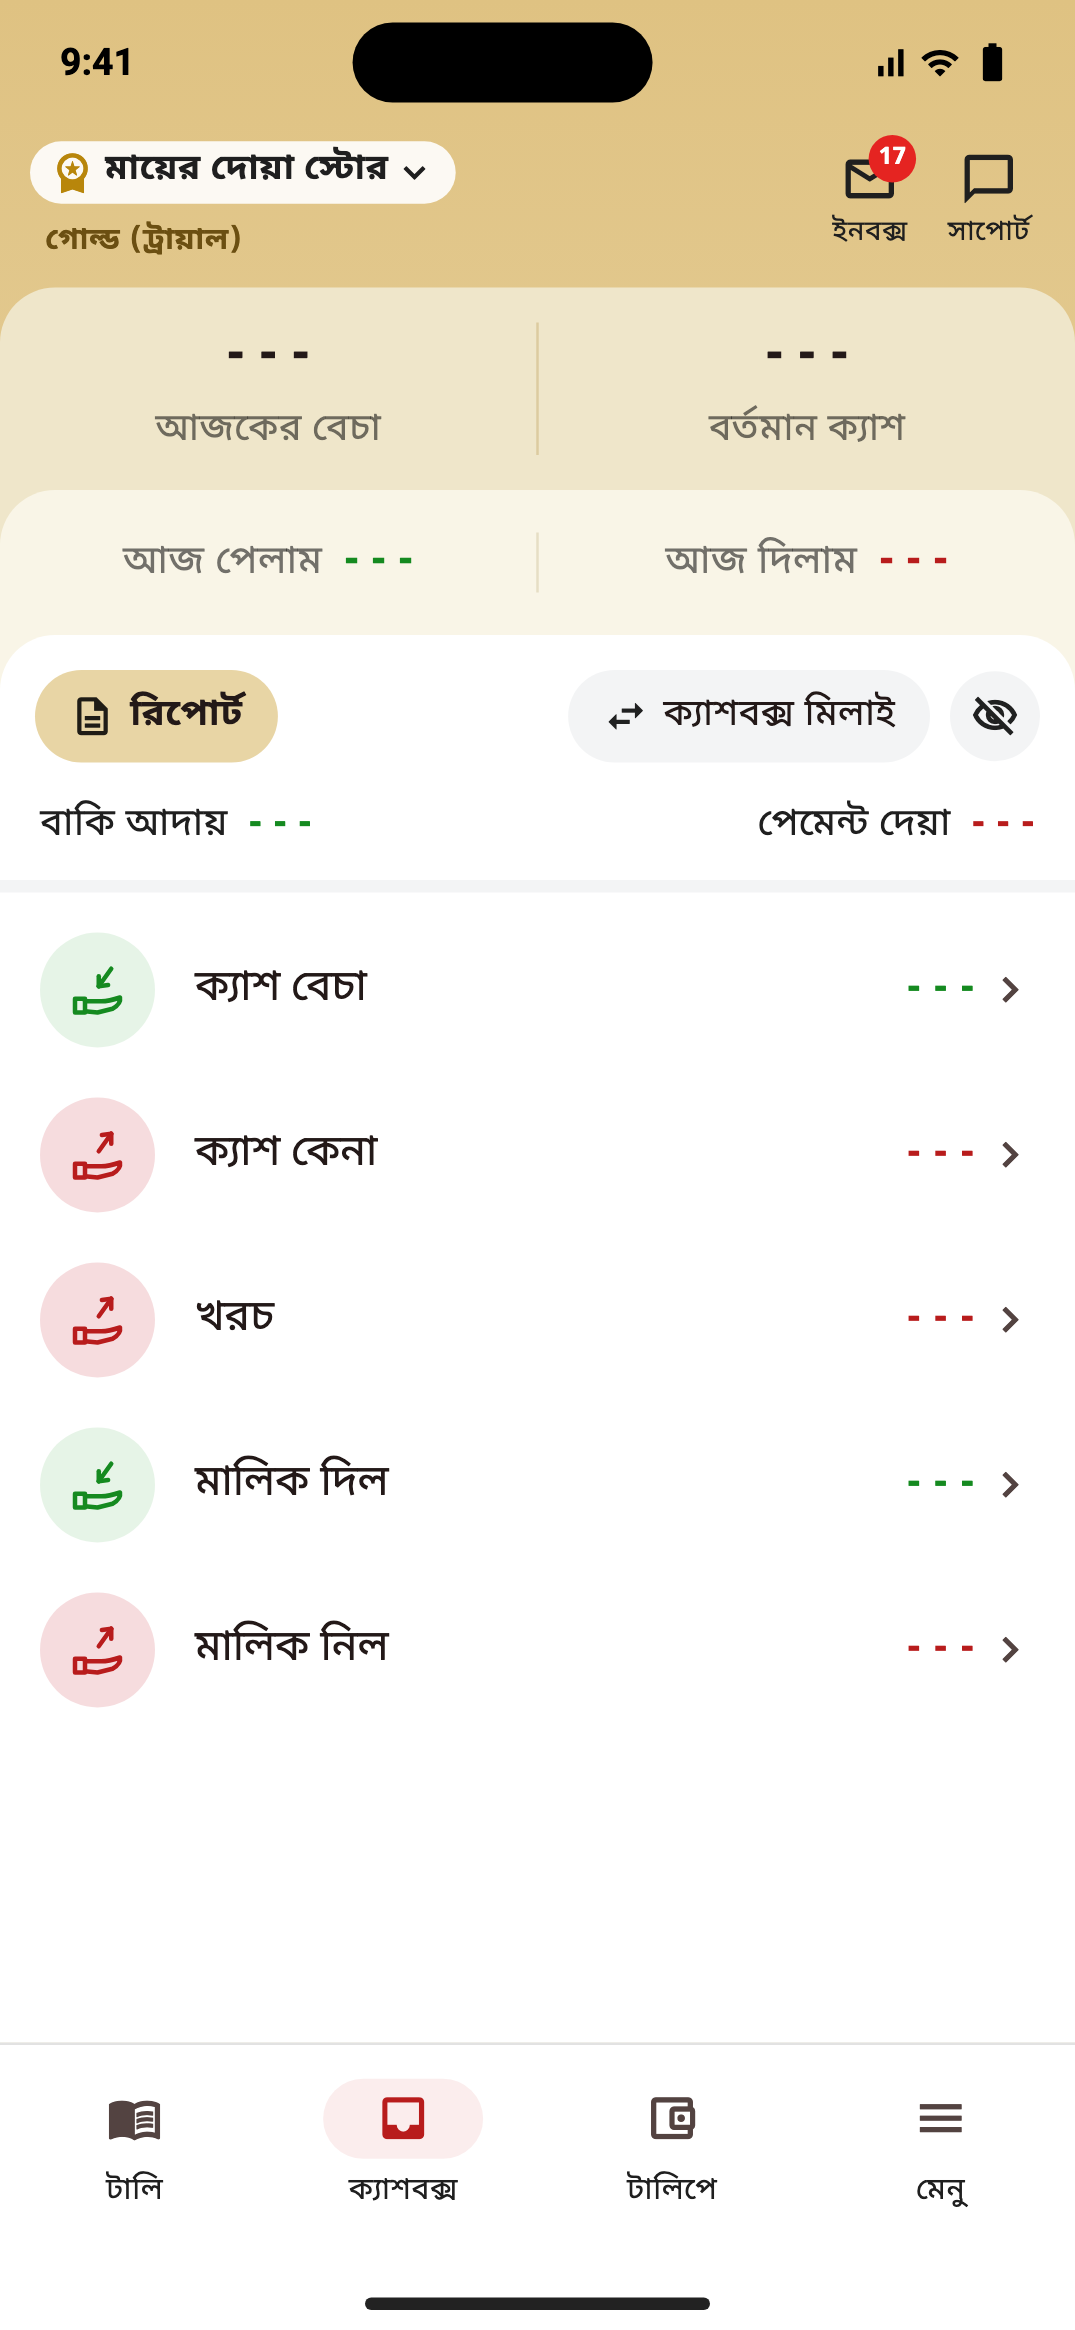 9:41
মায়ের দোয়া স্টোর
গোল্ড (ট্রায়াল)
17
ইনবক্স
সাপোর্ট
- - -
আজকের বেচা
- - -
বর্তমান ক্যাশ
আজ পেলাম - - -
আজ দিলাম - - -
রিপোর্ট
ক্যাশবক্স মিলাই
বাকি আদায় - - -
পেমেন্ট দেয়া - - -
ক্যাশ বেচা - - -
ক্যাশ কেনা - - -
খরচ - - -
মালিক দিল - - -
মালিক নিল - - -
টালি
ক্যাশবক্স
টালিপে
মেনু